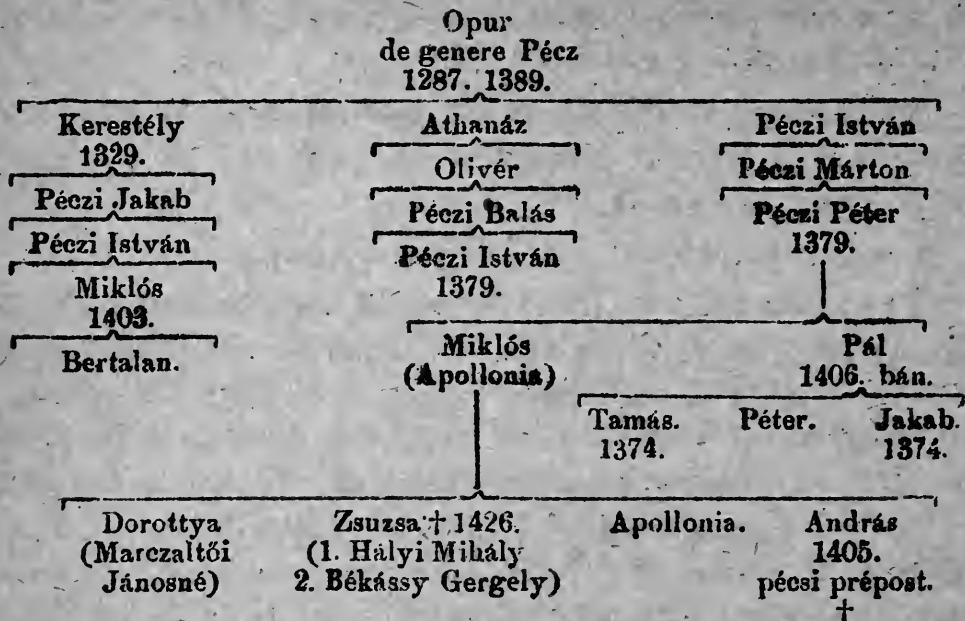 Opur
de genere Pécz
1287. 1389.
Kerestély Athanáz Péczi István
1329.
Olivér Péczi Márton
Péczi Jakab Péczi Balás Péczi Péter
1379.
Péczi István Péczi István
1379.
Miklós
1403.
Bertalan. Miklós Pál
(Apollonia) 1406. bán.
Tamás. Péter. Jakab.
1374. 1374.
Dorottya Zsuzsa † 1426. Apollonia. András
(Marczaltői (1. Hályi Mihály 1405.
Jánosné) 2. Békássy Gergely) pécsi prépost.
†